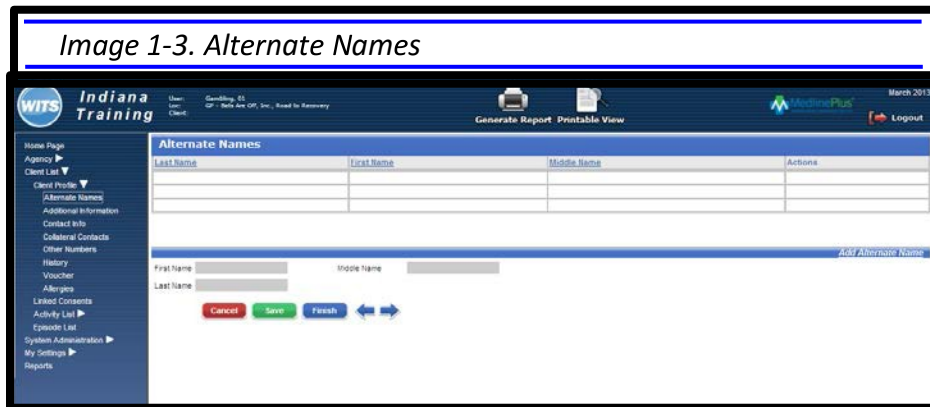 Image 1-3. Alternate Names
WITS
Indiana Training
User: Gambling, 01
Loc: GF - Bets Are Off, Inc., Road to Recovery
Client:
Generate Report Printable View
MedlinePlus
March 2013
Logout
Home Page
Agency
Client List
Client Profile
Alternate Names
Additional Information
Contact Info
Collateral Contacts
Other Numbers
History
Voucher
Allergies
Linked Consents
Activity List
Episode List
System Administration
My Settings
Reports
Alternate Names
Last Name First Name Middle Name Actions
Add Alternate Name
First Name Middle Name
Last Name
Cancel Save Finish